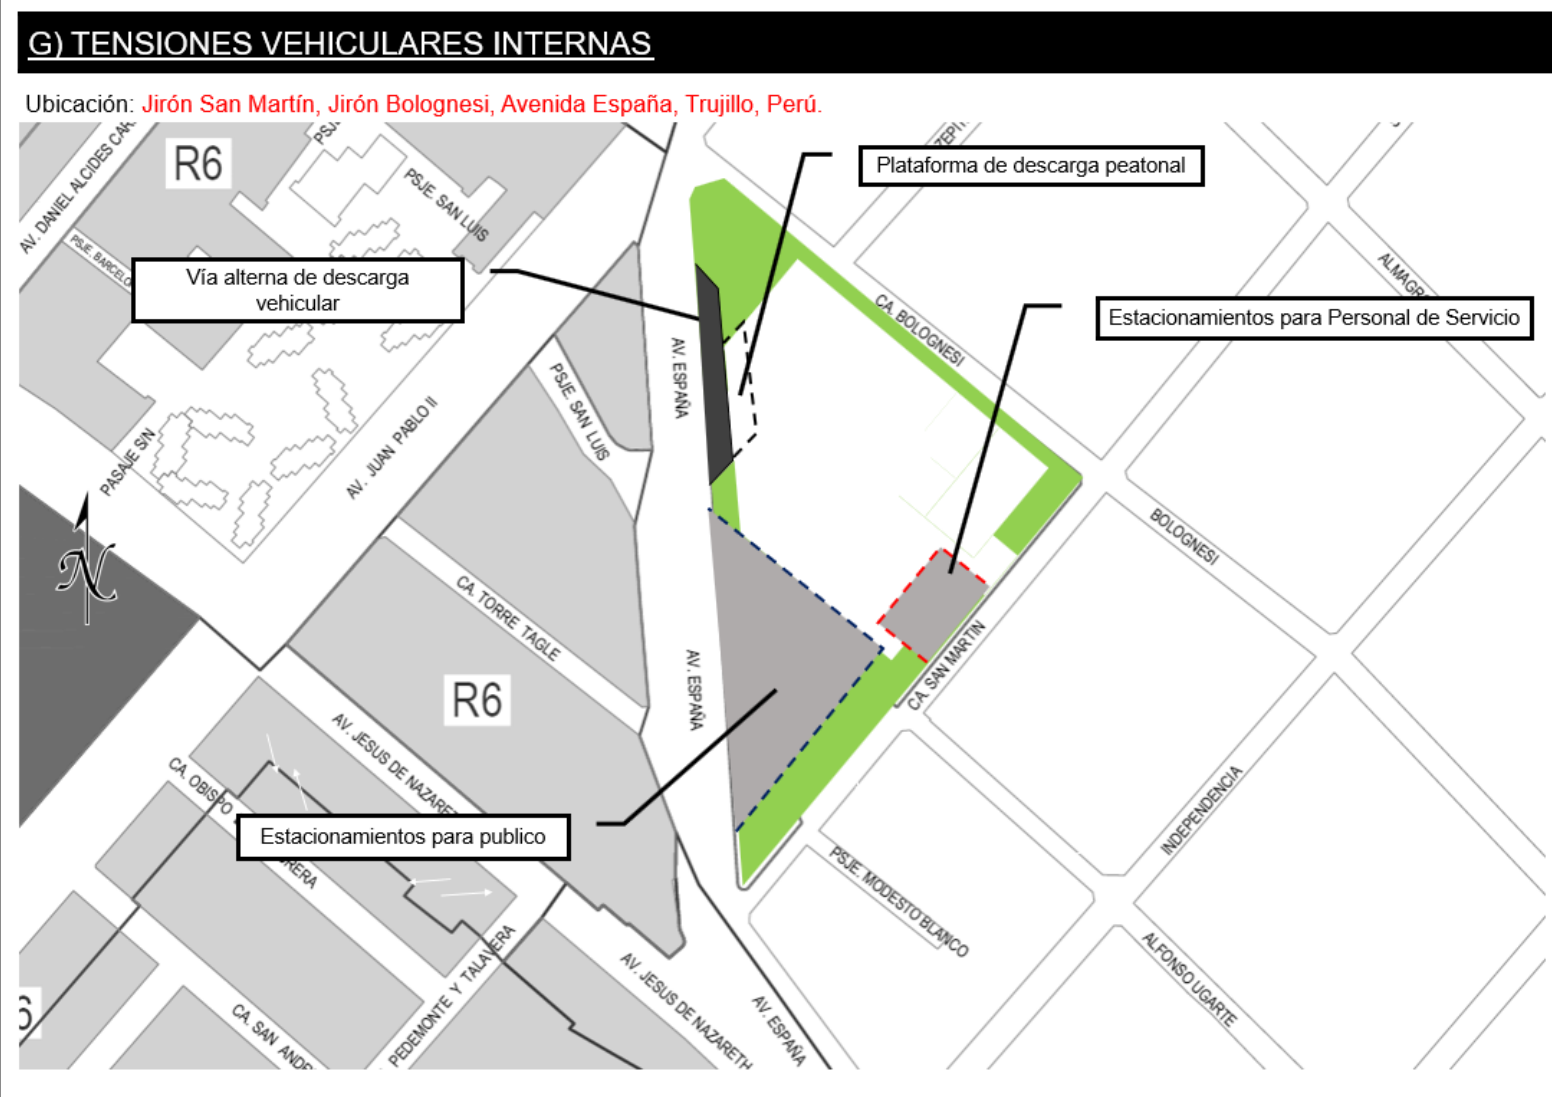 G) TENSIONES VEHICULARES INTERNAS
Ubicación: Jirón San Martín, Jirón Bolognesi, Avenida España, Trujillo, Perú.
R6
PSJE. SAN LUIS
AV. DANIEL ALCIDES CAR
PSJE. BARCELO
Plataforma de descarga peatonal
Vía alterna de descarga
vehicular
Estacionamientos para Personal de Servicio
ALMAGR
CA. BOLOGNESI
AV. ESPAÑA
PSJE. SAN LUIS
AV. JUAN PABLO II
PASAJE S/N
N
BOLOGNESI
CA. TORRE TAGLE
CA. SAN MARTIN
AV. ESPAÑA
R6
AV. JESUS DE NAZARET
CA. OBISPO
RERA
Estacionamientos para publico
INDEPENDENCIA
PSJE. MODESTO BLANCO
ALFONSO UGARTE
PEDEMONTE Y TALAVERA
AV. JESUS DE NAZARETH
AV. ESPAÑA
6
CA. SAN ANDR